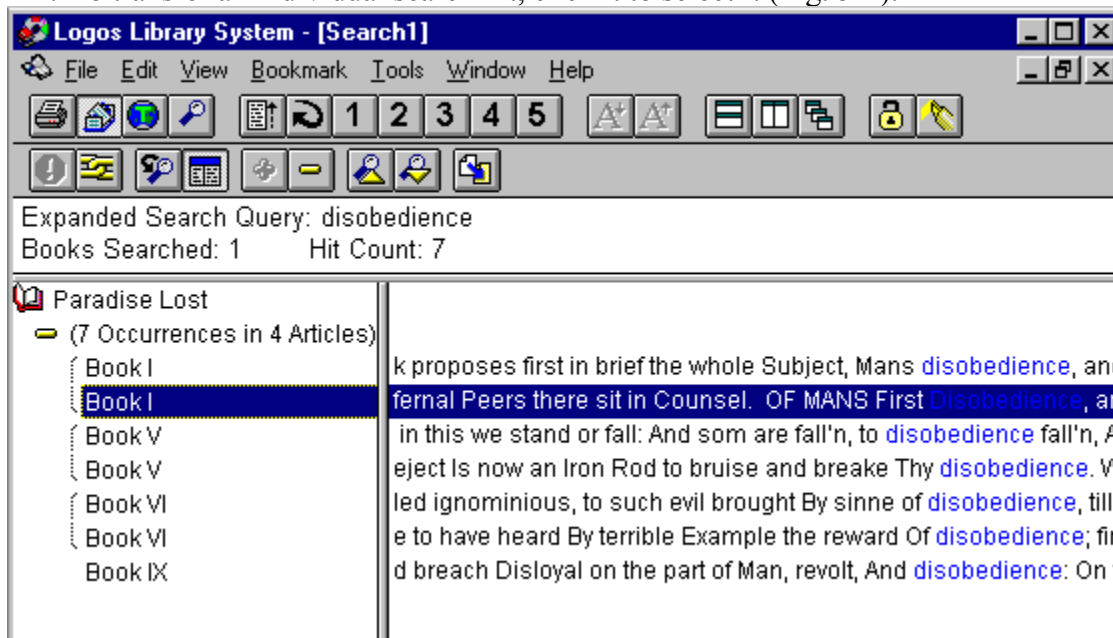 Logos Library System - [Search1]
File Edit View Bookmark Tools Window Help
1 2 3 4 5
Expanded Search Query: disobedience
Books Searched: 1 Hit Count: 7
Paradise Lost
(7 Occurrences in 4 Articles)
Book I k proposes first in brief the whole Subject, Mans disobedience, and
Book I fernal Peers there sit in Counsel. OF MANS First Disobedience, a
Book V in this we stand or fall: And som are fall'n, to disobedience fall'n, A
Book V eject Is now an Iron Rod to bruise and breake Thy disobedience. W
Book VI led ignominious, to such evil brought By sinne of disobedience, till
Book VI e to have heard By terrible Example the reward Of disobedience; fi
Book IX d breach Disloyal on the part of Man, revolt, And disobedience: On